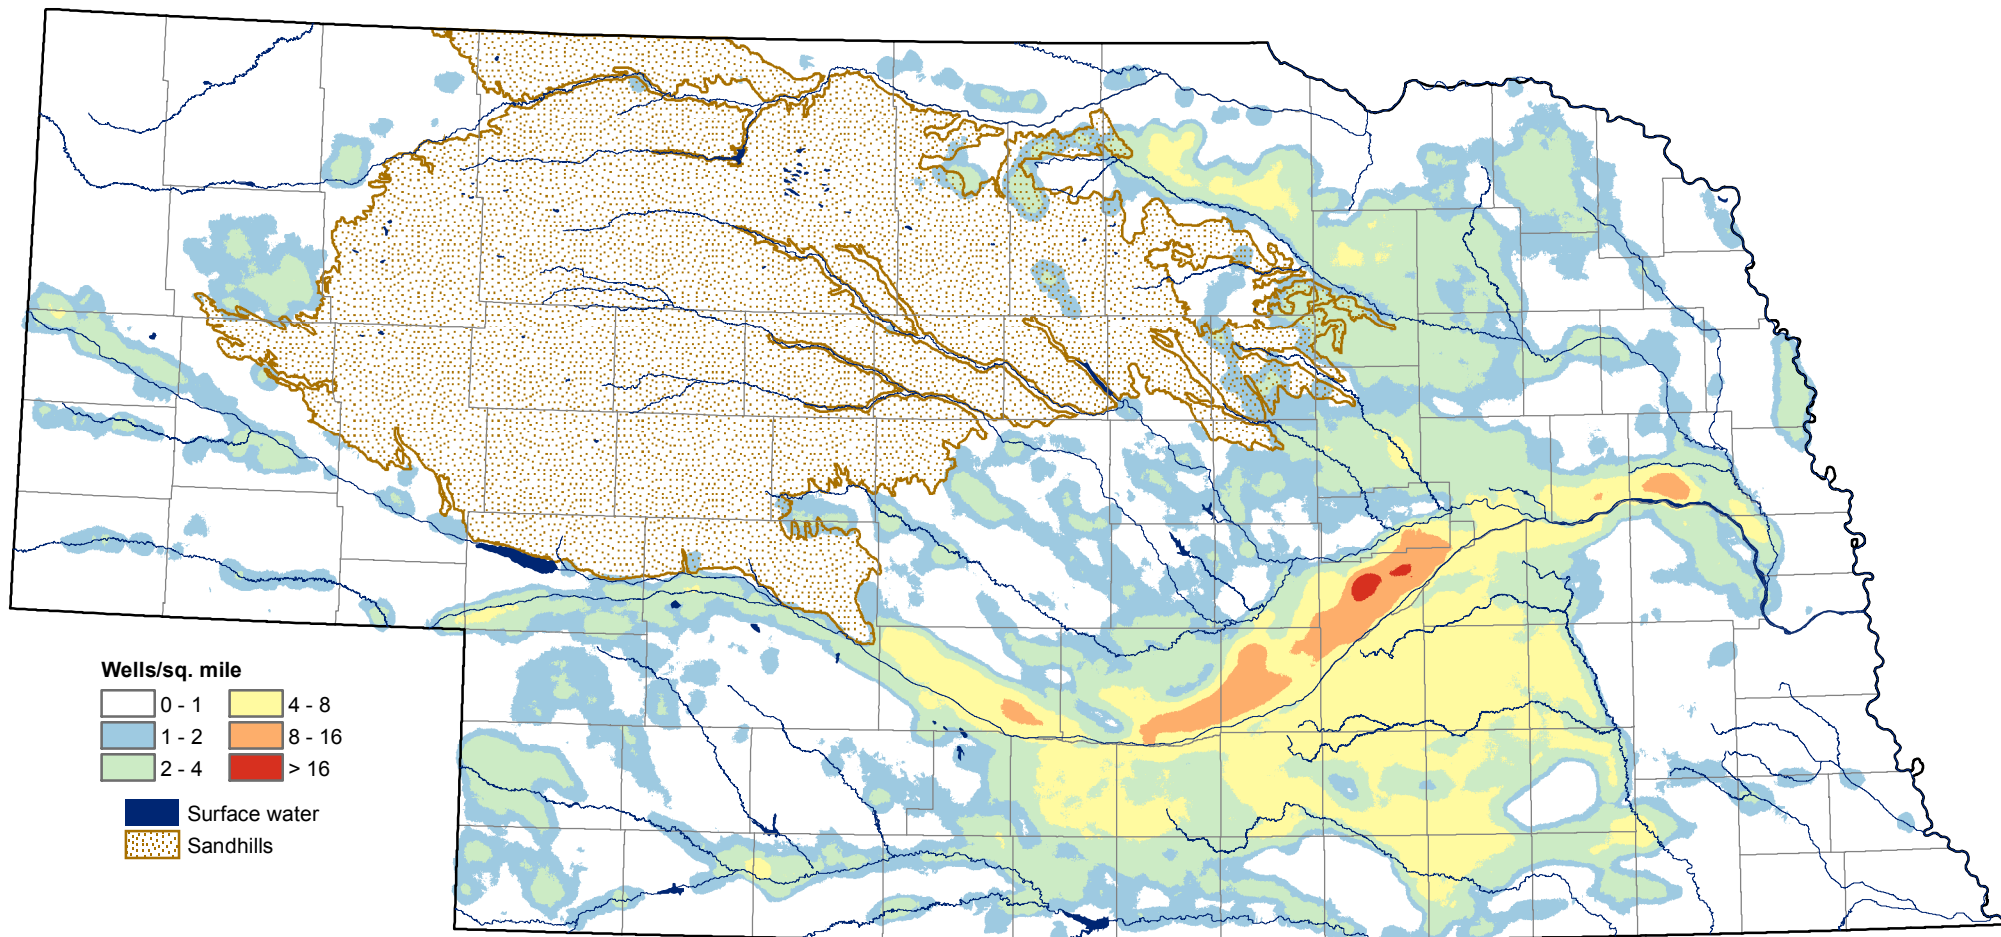 Wells/sq. mile
0 - 1 4 - 8
1 - 2 8 - 16
2 - 4 > 16
Surface water
Sandhills